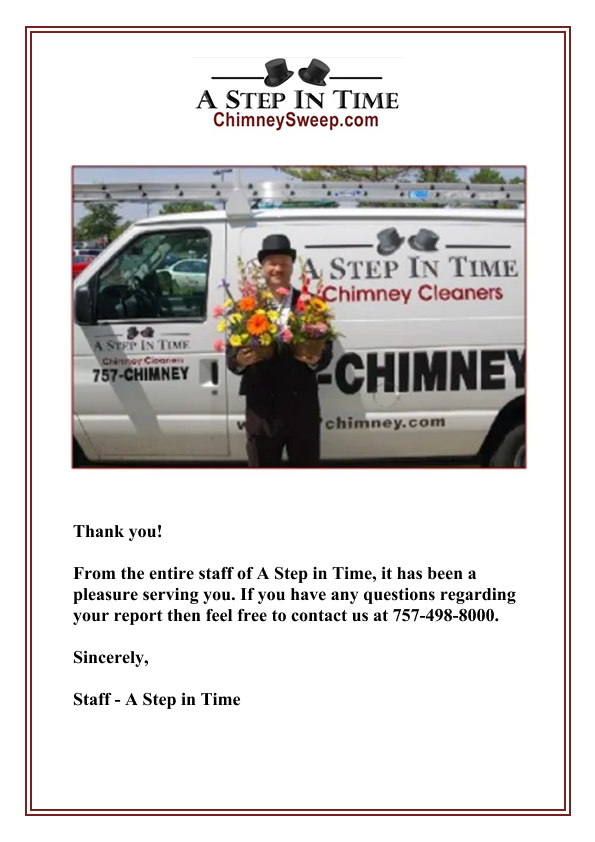 A STEP IN TIME
ChimneySweep.com
A STEP IN TIME
Chimney Cleaners
A STEP IN TIME
Chimney Cleaners
757-CHIMNEY
-CHIMNEY
chimney.com
Thank you!
From the entire staff of A Step in Time, it has been a
pleasure serving you. If you have any questions regarding
your report then feel free to contact us at 757-498-8000.
Sincerely,
Staff - A Step in Time